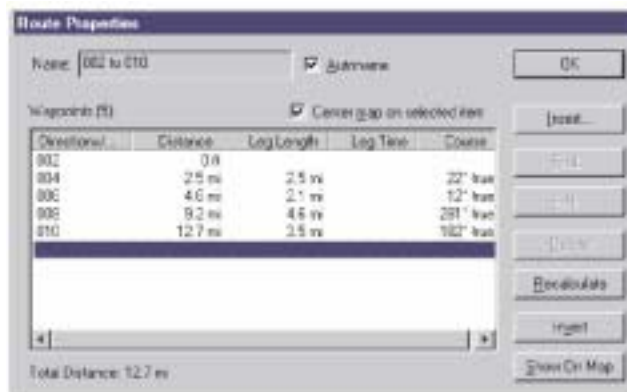 Route Properties
Name: 002 to 010
Autoname
OK
Waypoints (5)
Center map on selected item
Insert...
Directions/... Distance Leg Length Leg Time Course
002 0 ft
004 2.5 mi 2.5 mi 22° true
006 4.6 mi 2.1 mi 12° true
008 9.2 mi 4.6 mi 281° true
010 12.7 mi 3.5 mi 182° true
Recalculate
Invert
Show On Map
Total Distance: 12.7 mi